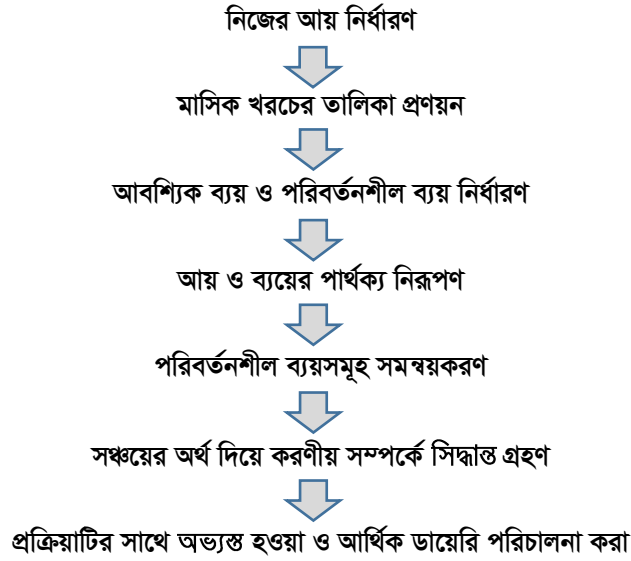 নিজের আয় নির্ধারণ
মাসিক খরচের তালিকা প্রণয়ন
আবশ্যিক ব্যয় ও পরিবর্তনশীল ব্যয় নির্ধারণ
আয় ও ব্যয়ের পার্থক্য নিরূপণ
পরিবর্তনশীল ব্যয়সমূহ সমন্বয়করণ
সঞ্চয়ের অর্থ দিয়ে করণীয় সম্পর্কে সিদ্ধান্ত গ্রহণ
প্রক্রিয়াটির সাথে অভ্যস্ত হওয়া ও আর্থিক ডায়েরি পরিচালনা করা